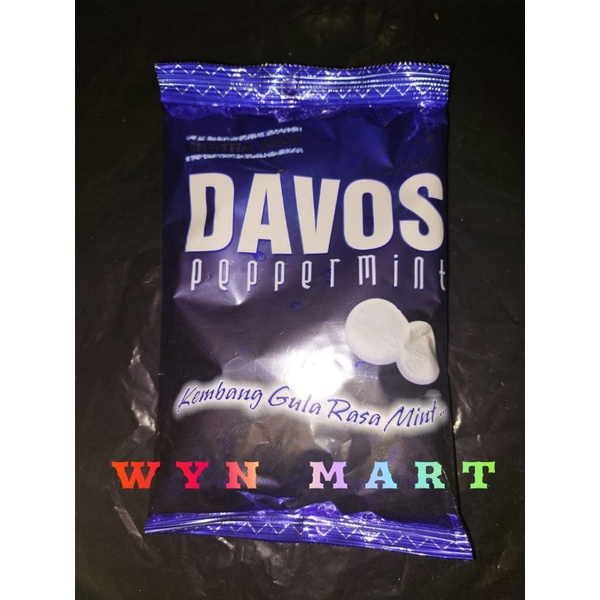 DAVOS
peppermint
Kembang Gula Rasa Mint...
WYN MART